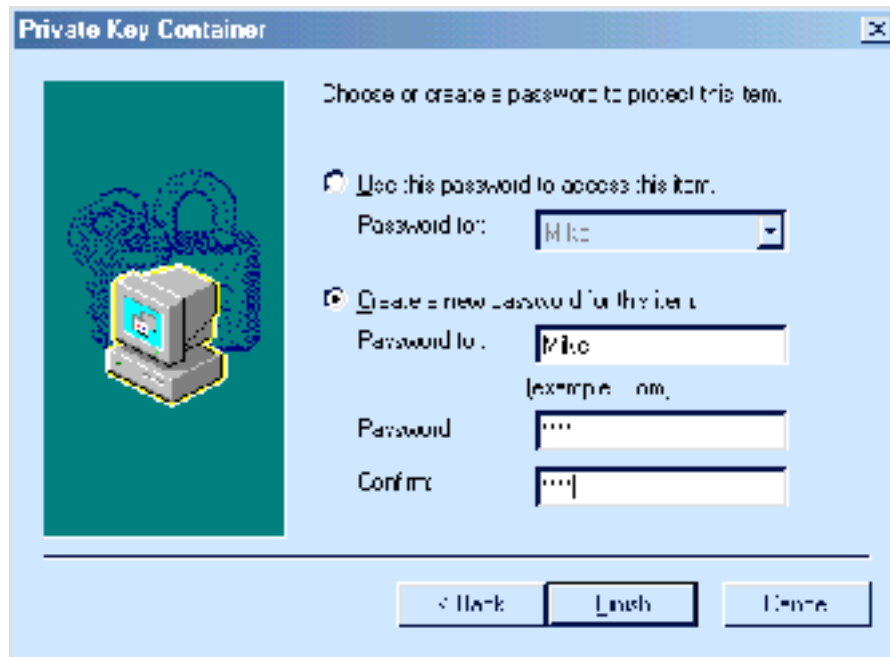 Private Key Container
Choose or create a password to protect this item.
Use this password to access this item.
Password for:
Mike
Create a new password for this item
Password for:
Mike
(example: Tom)
Password
****
Confirm:
****
< Back
Finish
Cancel